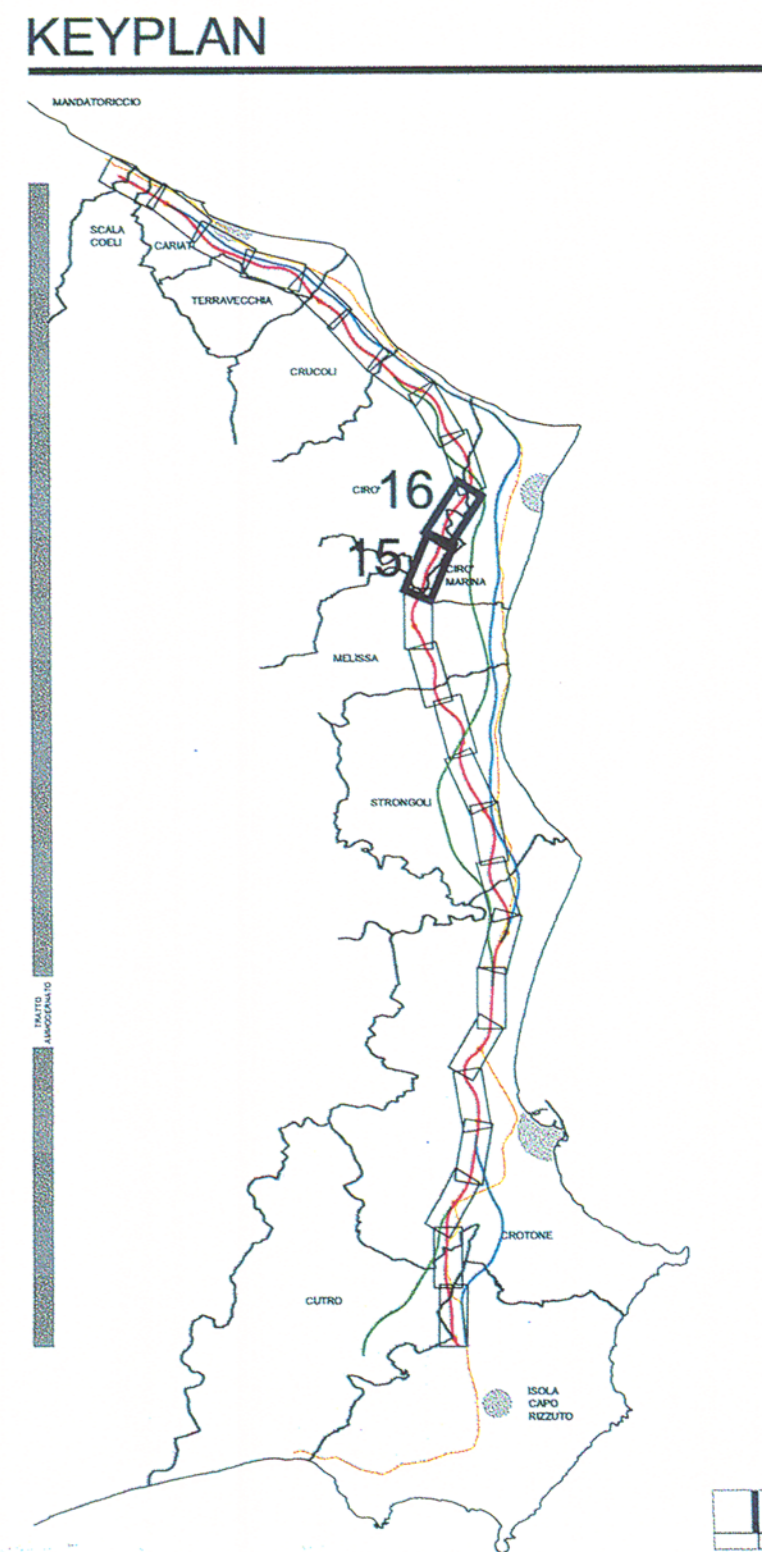 KEYPLAN
MANDATORICCIO
SCALA
COELI
CARIATI
TERRAVECCHIA
CRUCOLI
CIRO'
16
15
CIRO'
MARINA
MELISSA
STRONGOLI
TRATTO
AMMODERNATO
CROTONE
CUTRO
ISOLA
CAPO
RIZZUTO